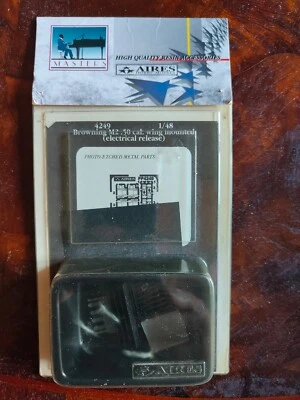 MASTERS
HIGH QUALITY RESIN ACCESSORIES
AIRES
4249 1/48
Browning M2 .50 cal. wing mounted
(electrical release)
PHOTO-ETCHED METAL PARTS
AIRES